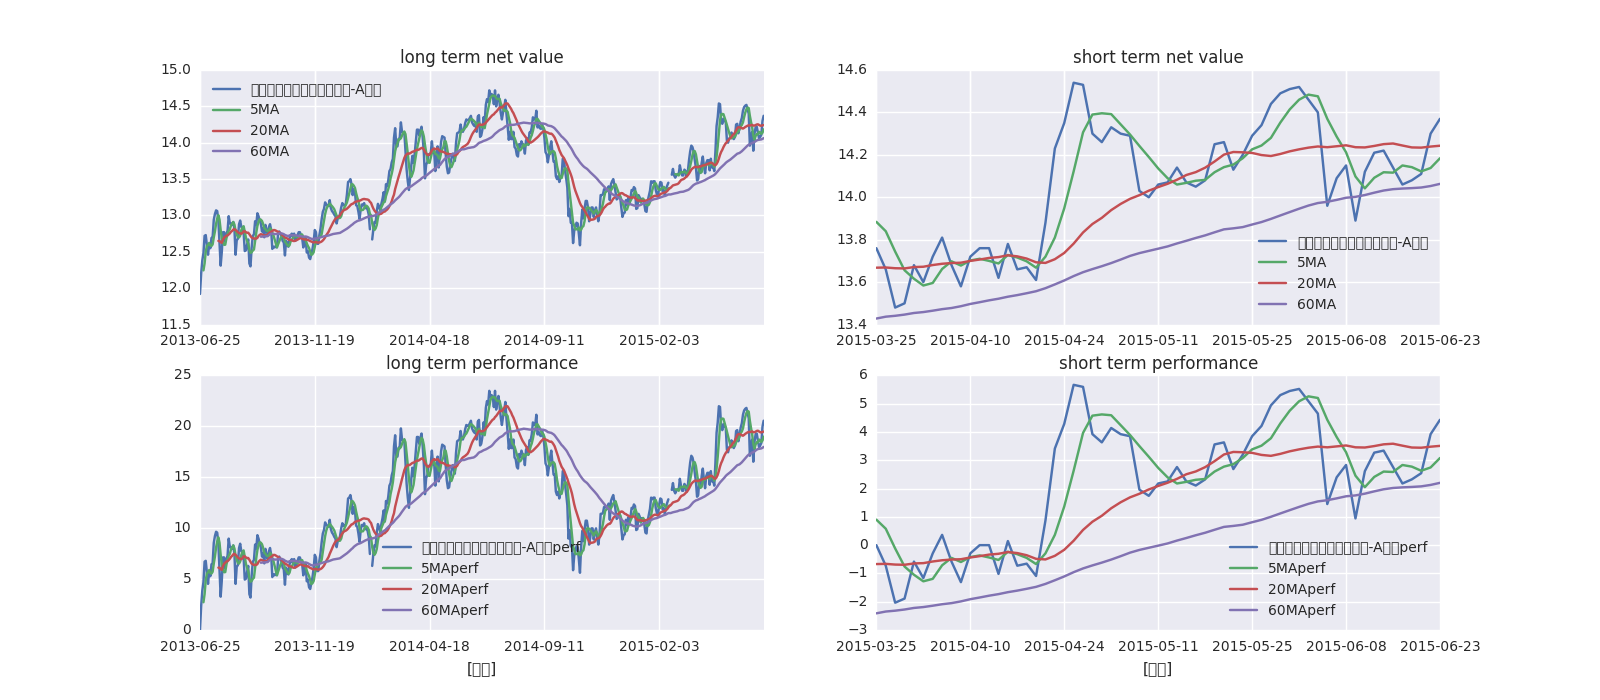 long term net value
15.0
14.5
14.0
13.5
13.0
12.5
12.0
11.5
-A
5MA
20MA
60MA
2013-06-25 2013-11-19 2014-04-18 2014-09-11 2015-02-03
short term net value
14.6
14.4
14.2
14.0
13.8
13.6
13.4
-A
5MA
20MA
60MA
2015-03-25 2015-04-10 2015-04-24 2015-05-11 2015-05-25 2015-06-08 2015-06-23
long term performance
25
20
15
10
5
0
-A perf
5MAperf
20MAperf
60MAperf
2013-06-25 2013-11-19 2014-04-18 2014-09-11 2015-02-03
[ ]
short term performance
6
5
4
3
2
1
0
−1
−2
−3
-A perf
5MAperf
20MAperf
60MAperf
2015-03-25 2015-04-10 2015-04-24 2015-05-11 2015-05-25 2015-06-08 2015-06-23
[ ]